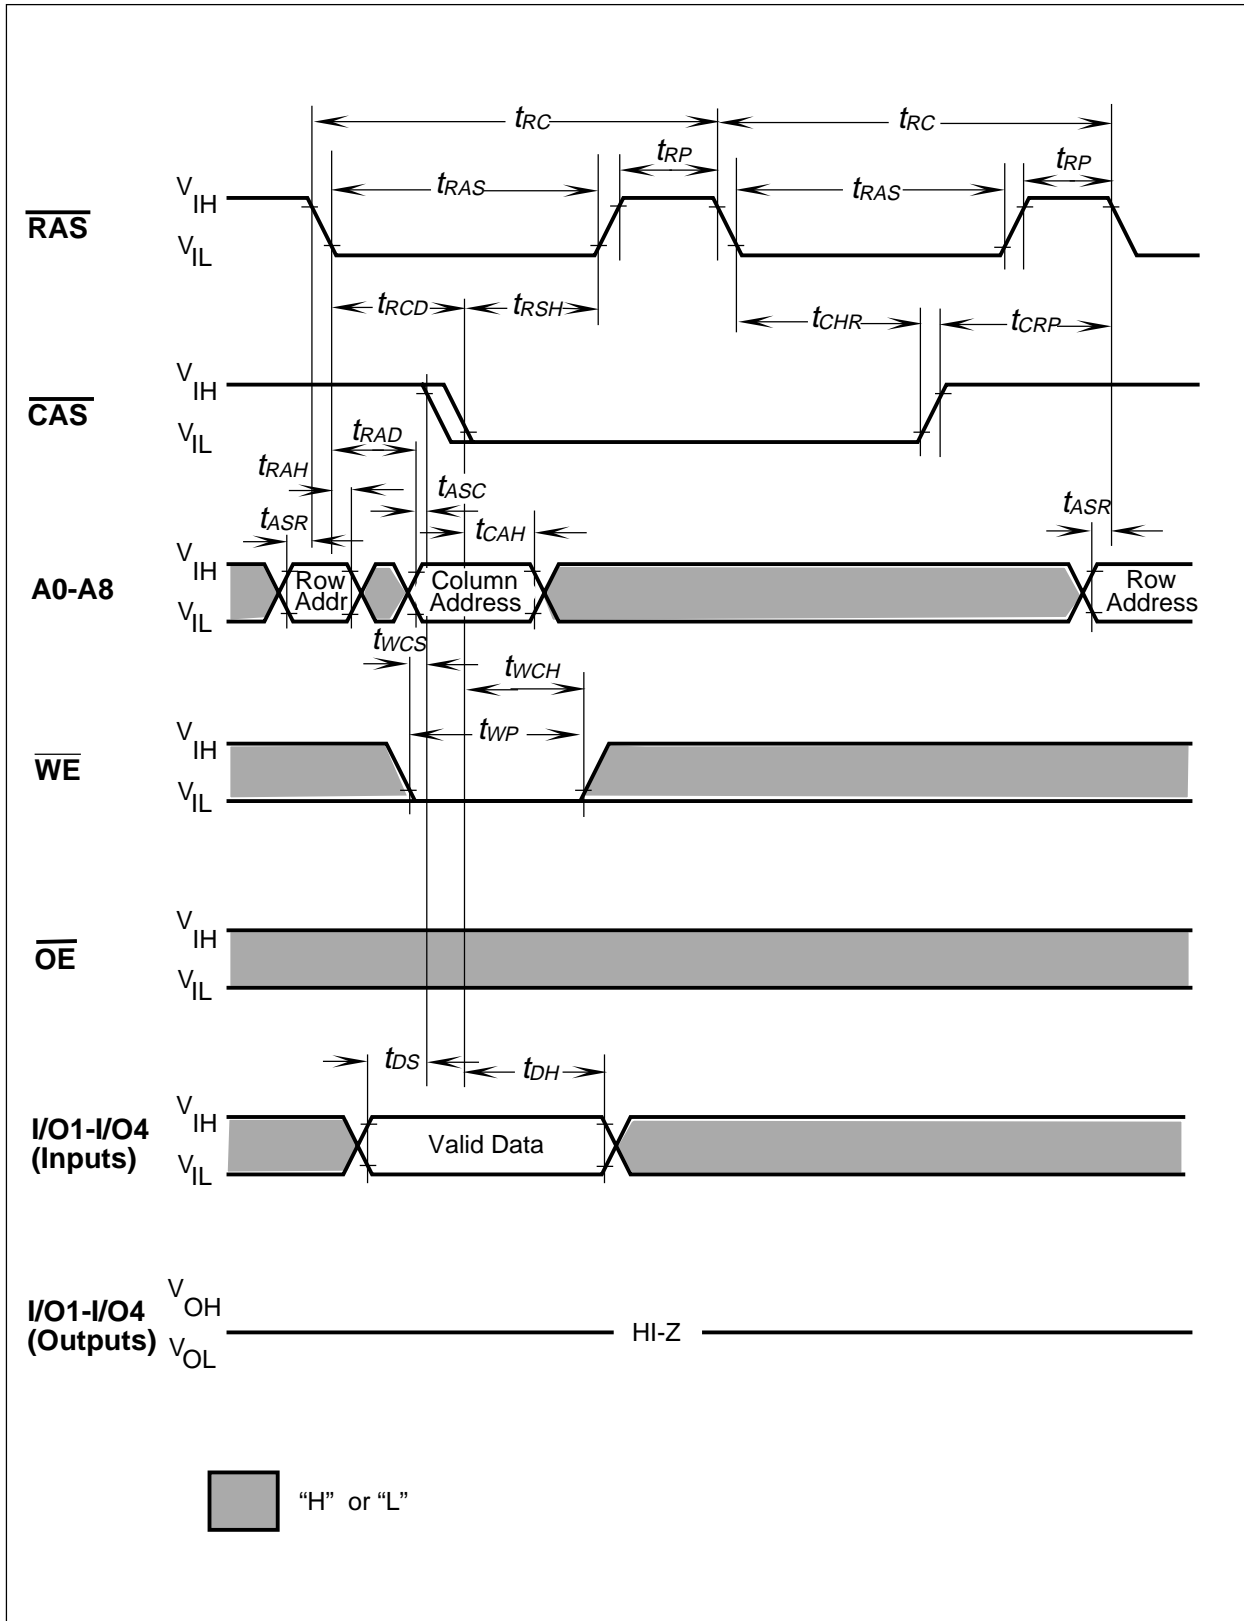 tRC tRC
tRP tRP
tRAS tRAS
VIH
RAS
VIL
tRCD tRSH
tCHR tCRP
VIH
CAS
VIL
tRAD
tRAH
tASC
tASR tCAH tASR
VIH
A0-A8
Row Addr
Column Address
Row Address
VIL
tWCS
tWCH
tWP
VIH
WE
VIL
VIH
OE
VIL
tDS tDH
VIH
I/O1-I/O4
(Inputs)
Valid Data
VIL
VOH
I/O1-I/O4
(Outputs)
HI-Z
VOL
“H” or “L”